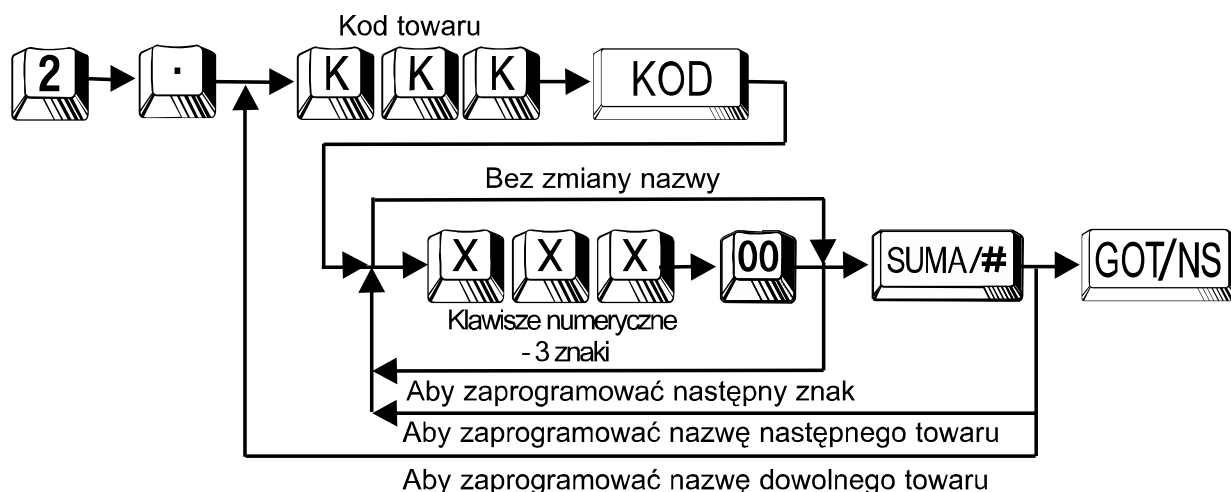 Kod towaru
2 · K K K KOD
Bez zmiany nazwy
X X X 00 SUMA/# GOT/NS
Klawisze numeryczne
- 3 znaki
Aby zaprogramować następny znak
Aby zaprogramować nazwę następnego towaru
Aby zaprogramować nazwę dowolnego towaru